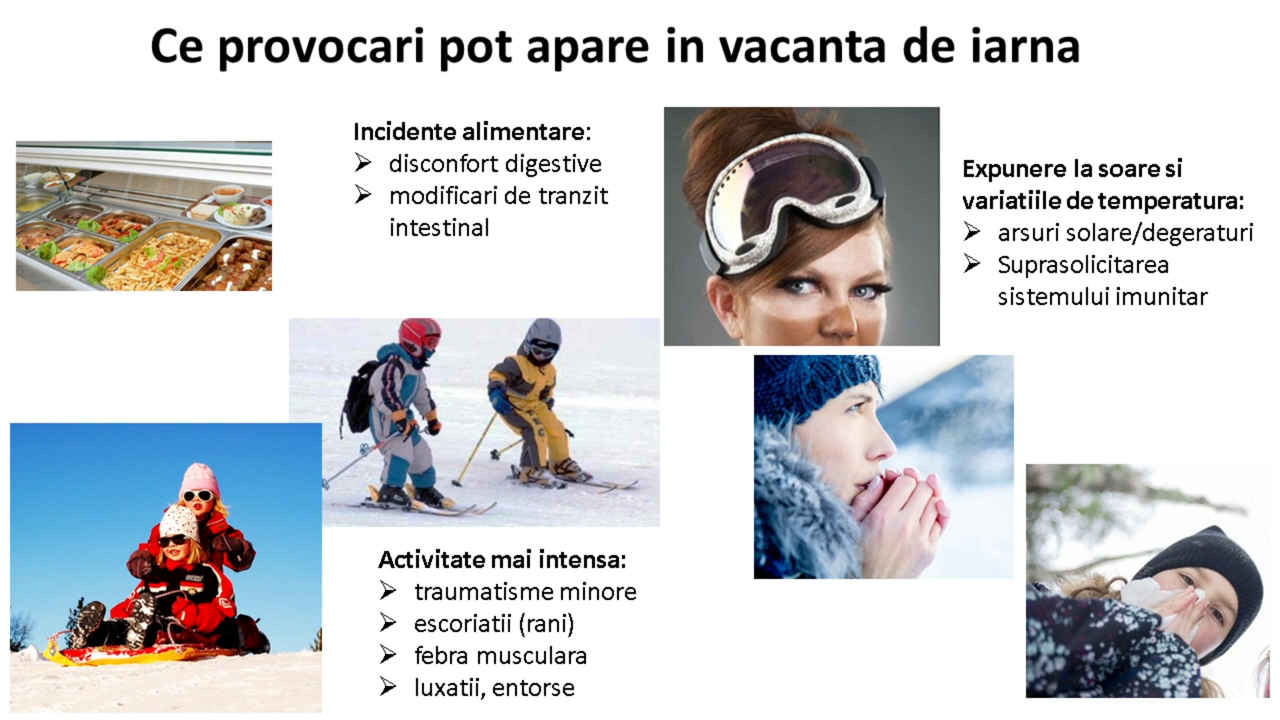 Ce provocari pot apare in vacanta de iarna
Incidente alimentare:
➢ disconfort digestive
➢ modificari de tranzit
intestinal
Expunere la soare si
variatiile de temperatura:
➢ arsuri solare/degeraturi
➢ Suprasolicitarea
sistemului imunitar
Activitate mai intensa:
➢ traumatisme minore
➢ escoriatii (rani)
➢ febra musculara
➢ luxatii, entorse